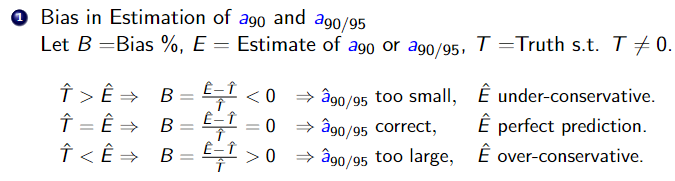 1 Bias in Estimation of a90 and a90/95
Let B =Bias %, E = Estimate of a90 or a90/95, T =Truth s.t. T ≠ 0.
T̂ > Ê ⇒ B = (Ê−T̂)/T̂ < 0 ⇒ â90/95 too small, Ê under-conservative.
T̂ = Ê ⇒ B = (Ê−T̂)/T̂ = 0 ⇒ â90/95 correct, Ê perfect prediction.
T̂ < Ê ⇒ B = (Ê−T̂)/T̂ > 0 ⇒ â90/95 too large, Ê over-conservative.